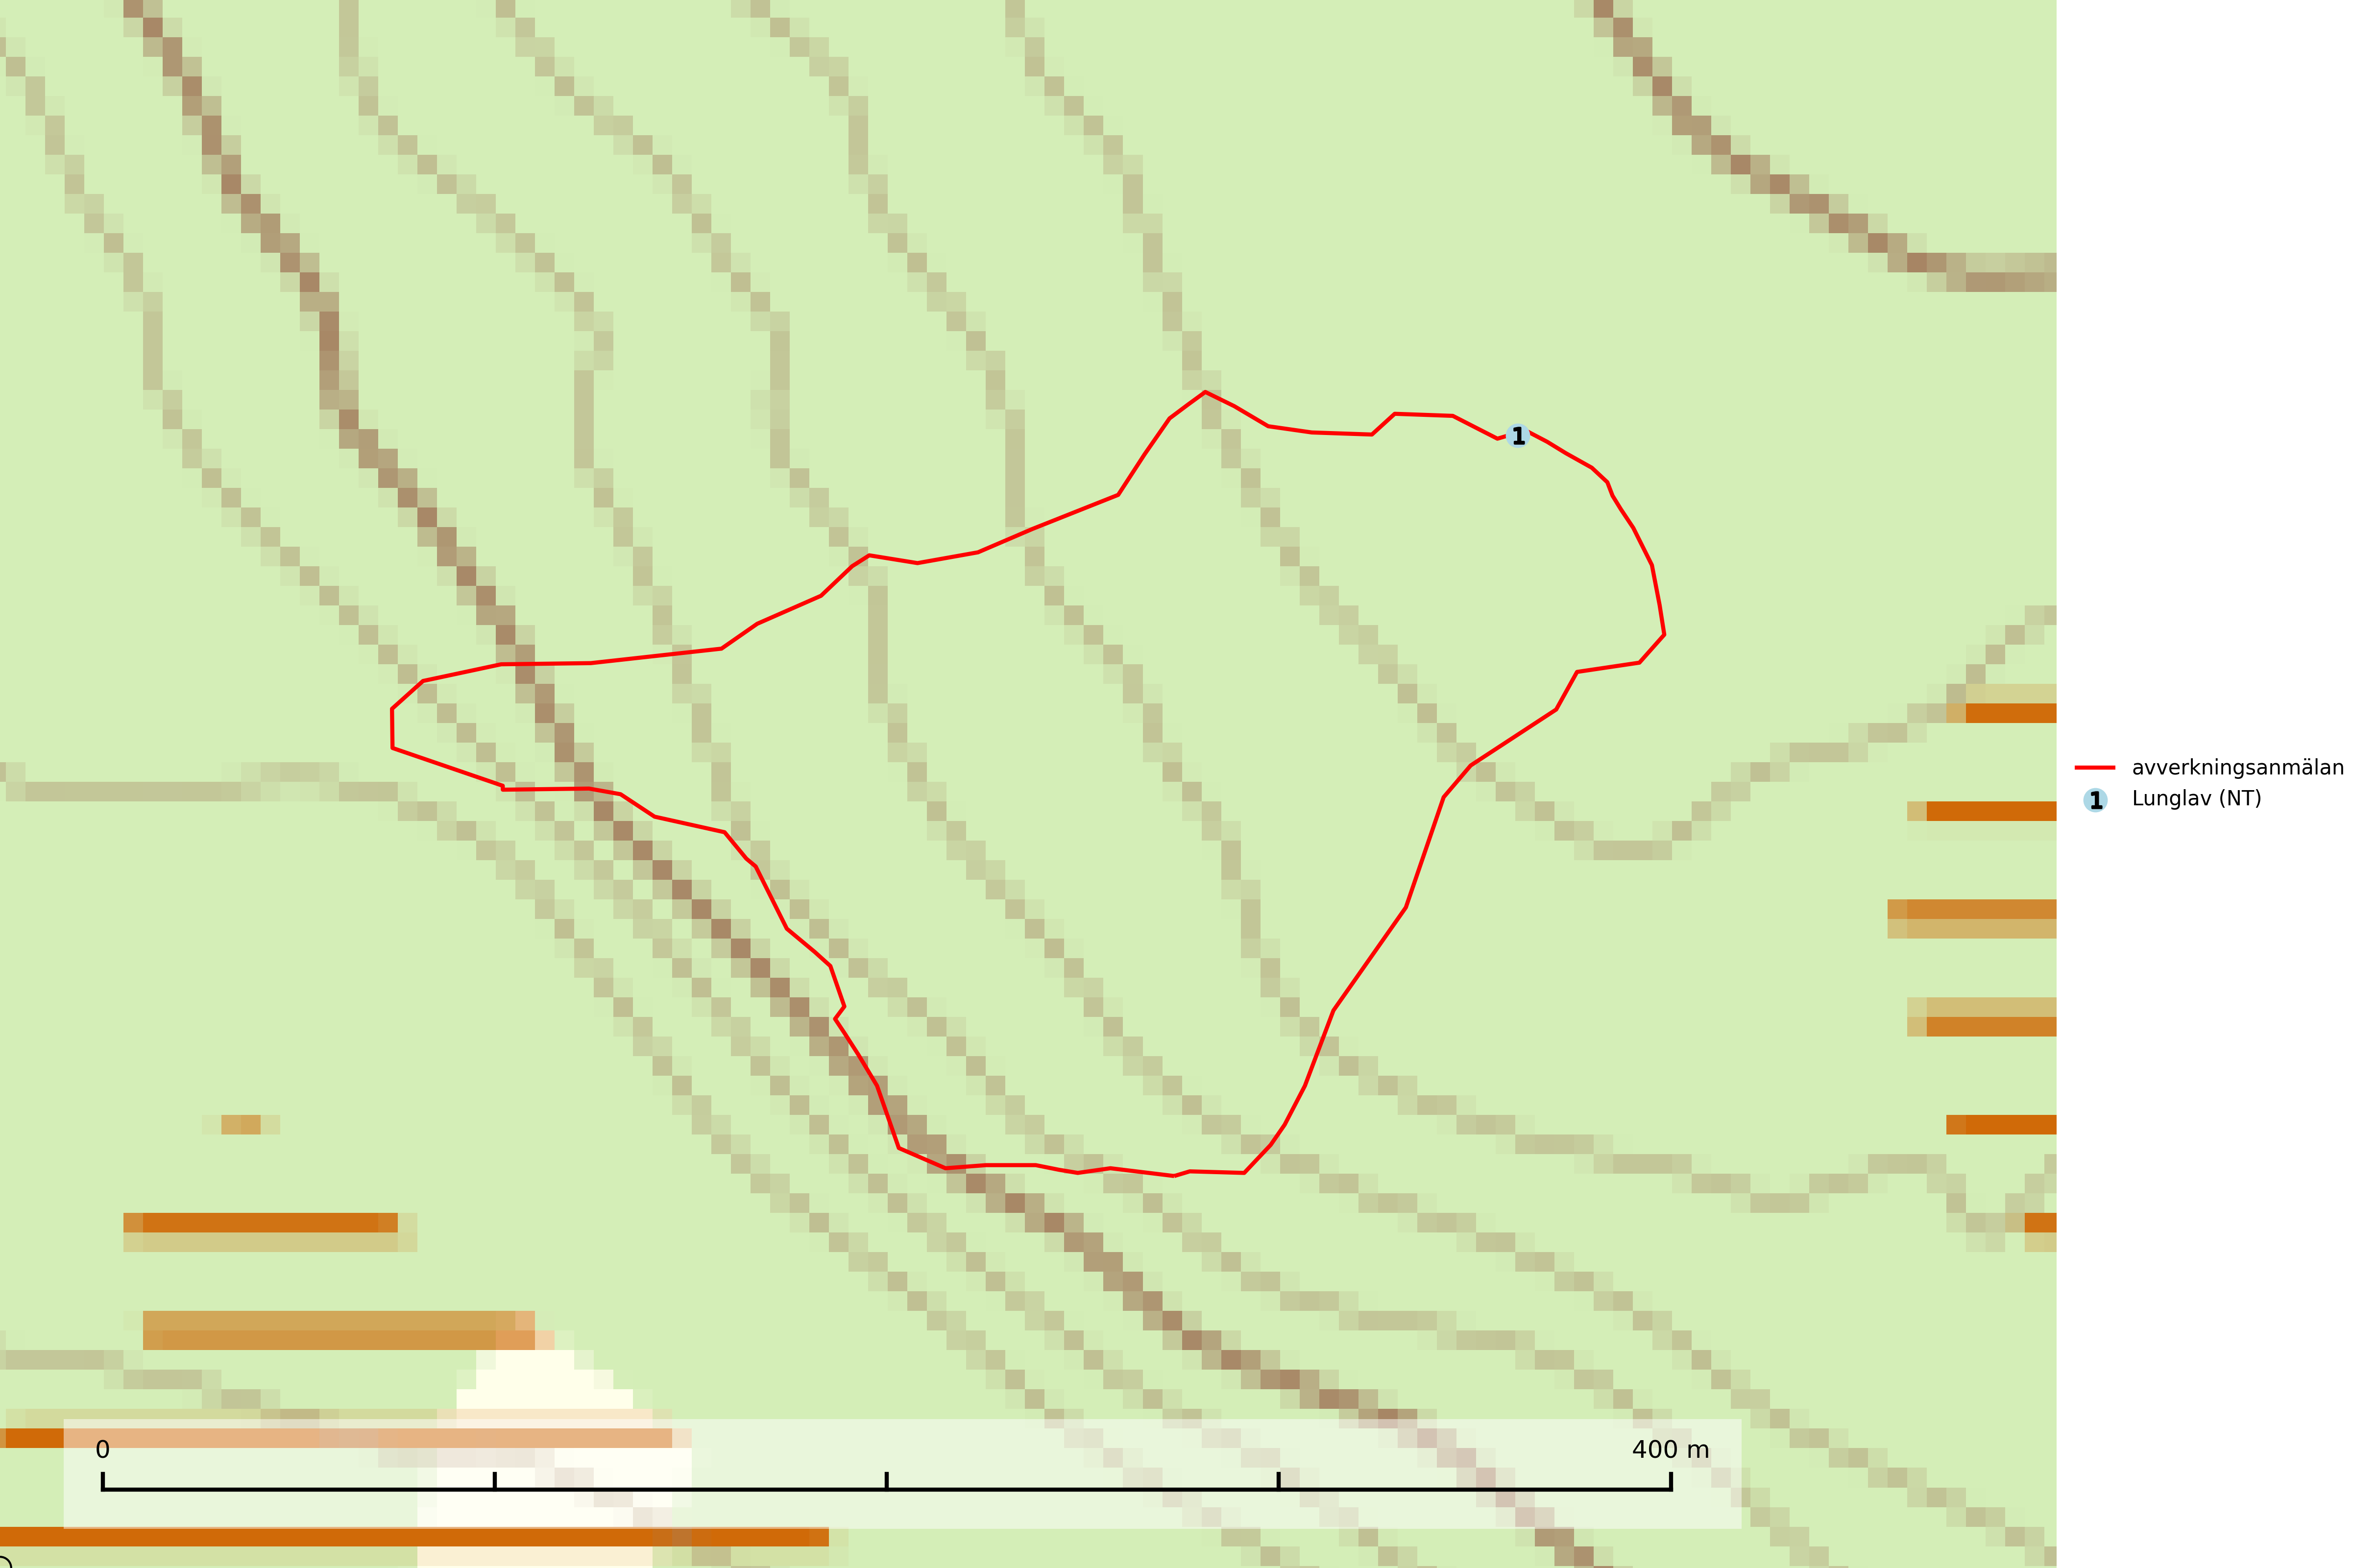 1
avverkningsanmälan
1 Lunglav (NT)
0 400 m